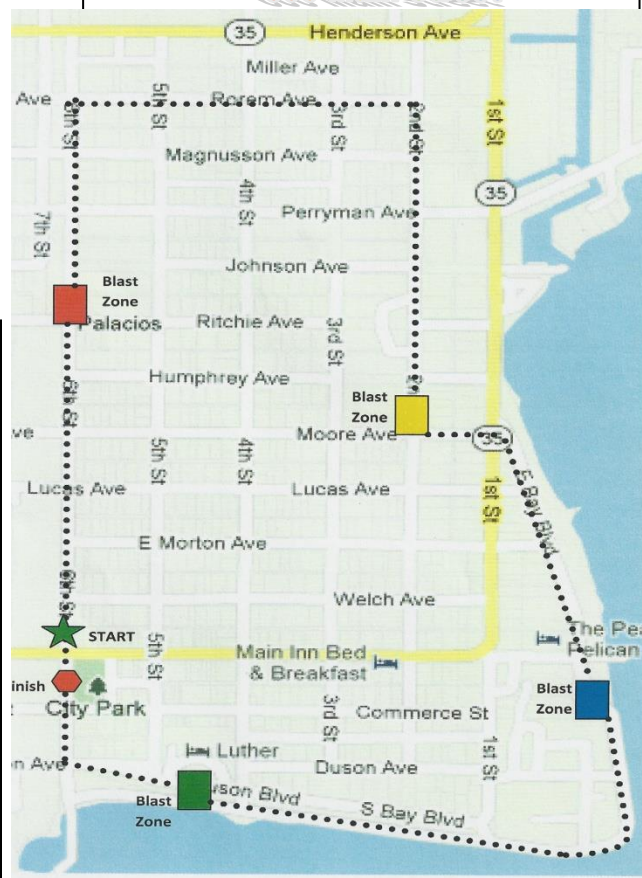 35
Henderson Ave
Miller Ave
Ave
Rorem Ave
5th St
3rd St
2nd St
1st St
6th St
Magnusson Ave
35
4th St
Perryman Ave
7th St
Johnson Ave
Blast
Zone
Palacios
Ritchie Ave
3rd St
Humphrey Ave
6th St
Blast
Zone
Moore Ave
35
5th St
4th St
Lucas Ave
Lucas Ave
1st St
E Bay Blvd
E Morton Ave
6th St
Welch Ave
START
5th St
Main Inn Bed
& Breakfast
The Pea
Pelican
inish
City Park
Blast
Zone
3rd St
Commerce St
1st St
n Ave
Luther
Duson Ave
uson Blvd
Blast
Zone
S Bay Blvd